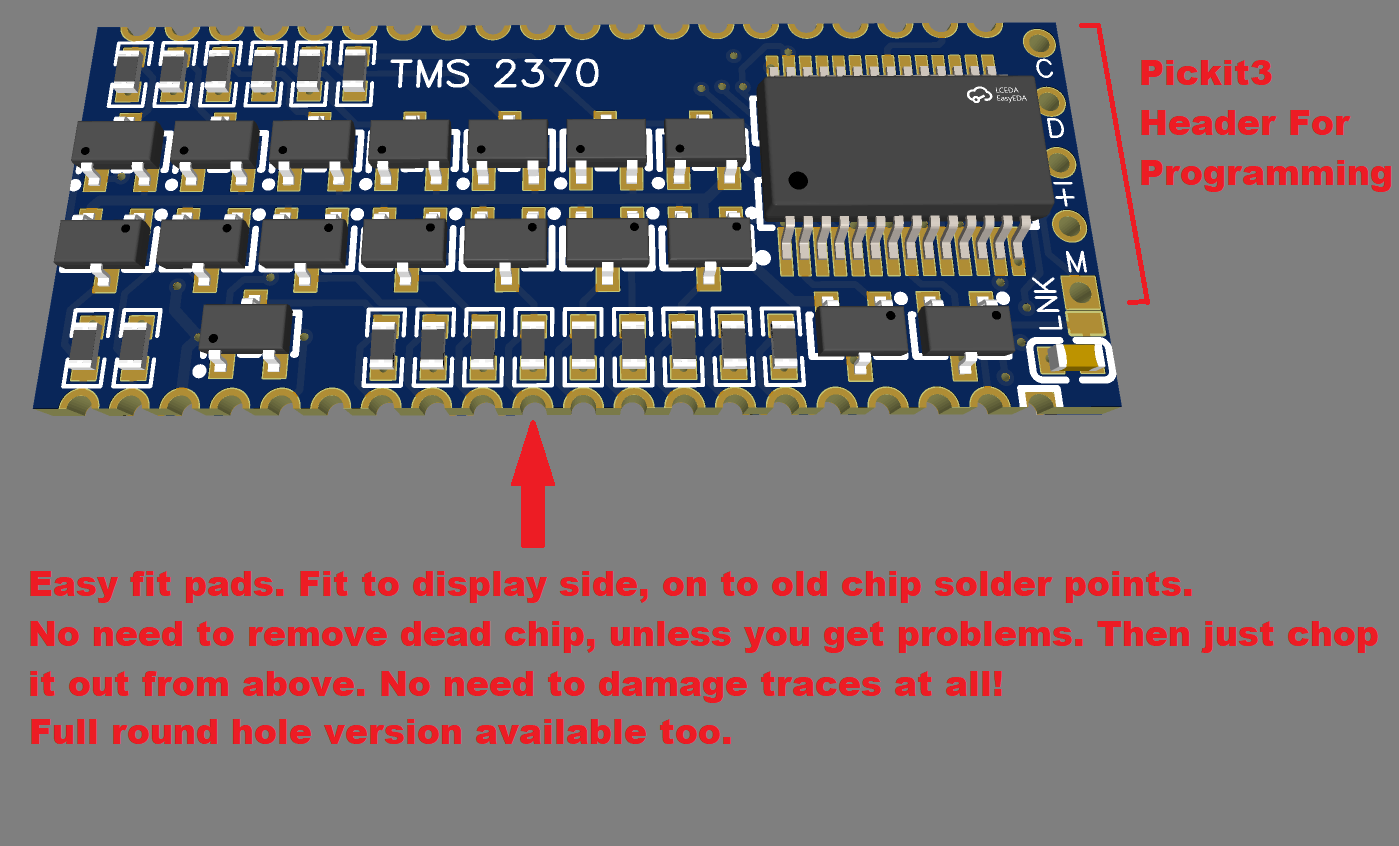 TMS 2370
LCEDA
EasyEDA
C
D
+
M
LNK
Pickit3
Header For
Programming
Easy fit pads. Fit to display side, on to old chip solder points.
No need to remove dead chip, unless you get problems. Then just chop
it out from above. No need to damage traces at all!
Full round hole version available too.